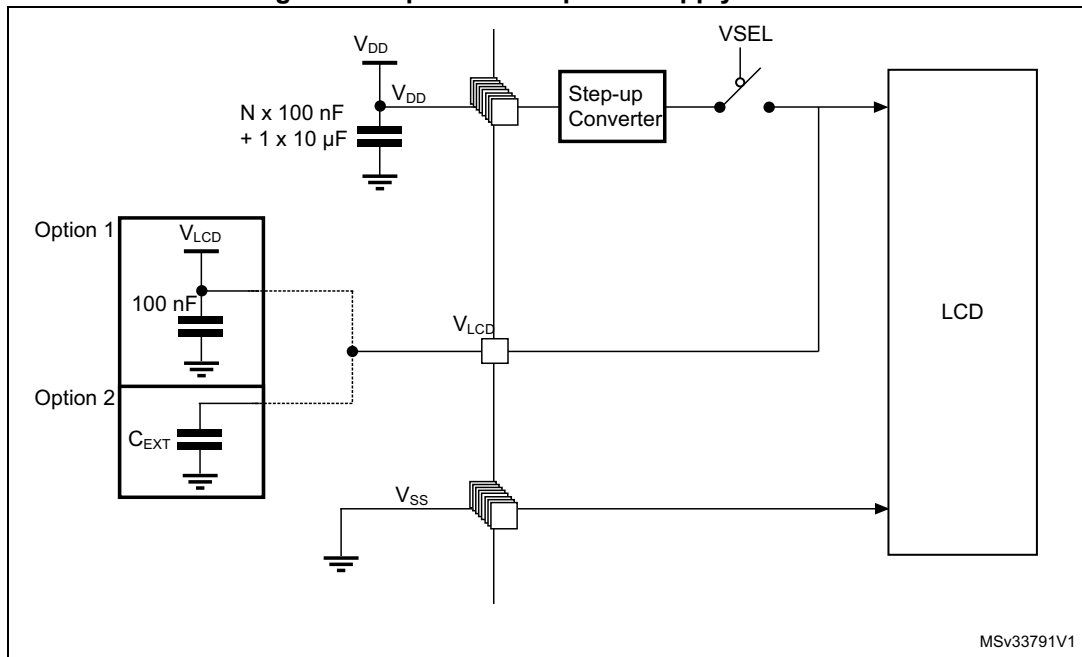 VDD
VSEL
VDD
N x 100 nF
+ 1 x 10 µF
Step-up
Converter
Option 1
VLCD
100 nF
VLCD
LCD
Option 2
CEXT
VSS
MSv33791V1